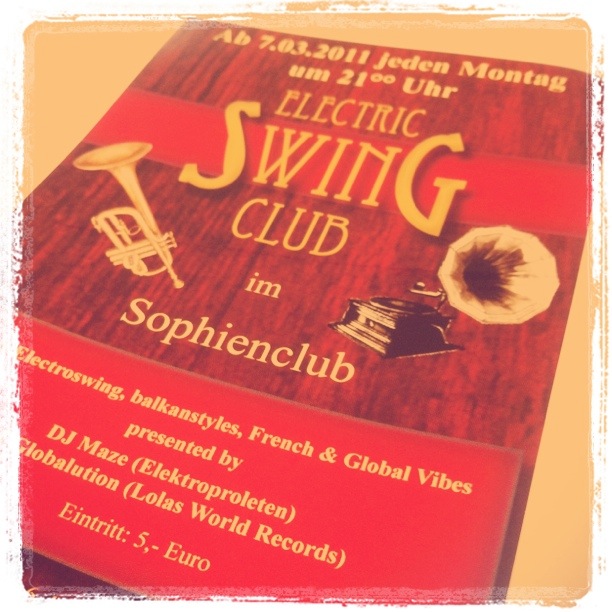 Ab 7.03.2011 jeden Montag
um 21⁰⁰ Uhr
ELECTRIC
SWING
CLUB
im
Sophienclub
Electroswing, balkanstyles, French & Global Vibes
presented by
DJ Maze (Elektroproleten)
Globalution (Lolas World Records)
Eintritt: 5,- Euro